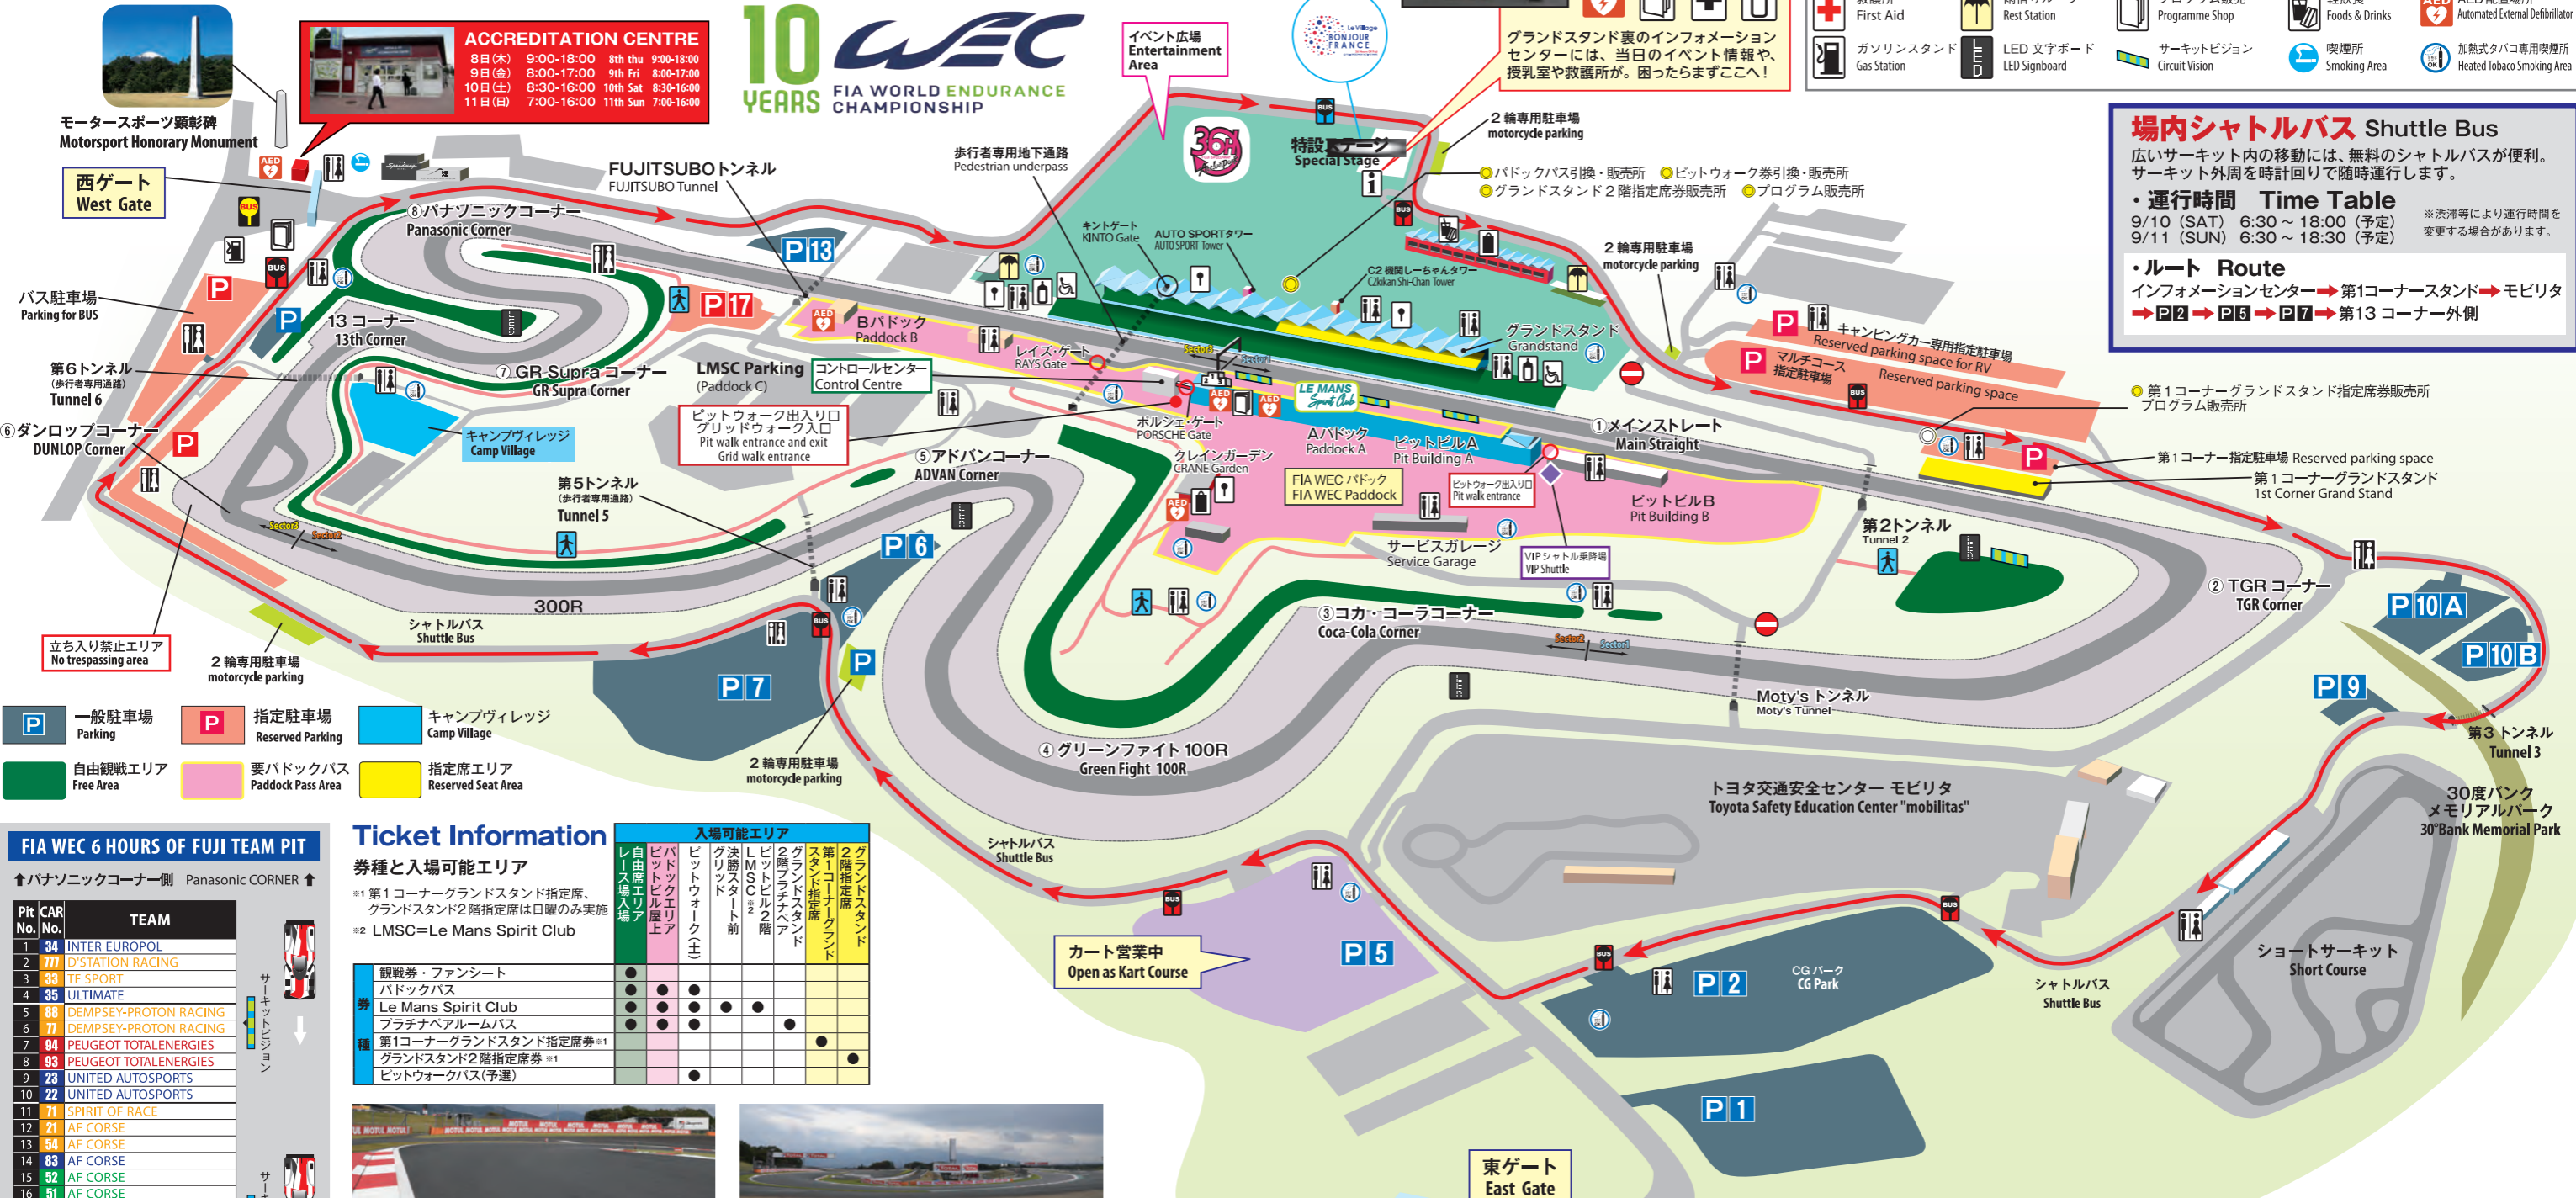 ACCREDITATION CENTRE
8日(木) 9:00-18:00 8th thu 9:00-18:00
9日(金) 8:00-17:00 9th Fri 8:00-17:00
10日(土) 8:30-16:00 10th Sat 8:30-16:00
11日(日) 7:00-16:00 11th Sun 7:00-16:00
10 YEARS
WEC
FIA WORLD ENDURANCE
CHAMPIONSHIP
イベント広場
Entertainment
Area
Le Village
BONJOUR
FRANCE
グランドスタンド裏のインフォメーション
センターには、当日のイベント情報や、
授乳室や救護所が。困ったらまずここへ!
First Aid
Rest Station
Programme Shop
Foods & Drinks
Automated External Defibrillator
ガソリンスタンド
Gas Station
LED 文字ボード
LED Signboard
サーキットビジョン
Circuit Vision
喫煙所
Smoking Area
加熱式タバコ専用喫煙所
Heated Tobaco Smoking Area
場内シャトルバス Shuttle Bus
広いサーキット内の移動には、無料のシャトルバスが便利。
サーキット外周を時計回りで随時運行します。
・運行時間 Time Table
9/10 (SAT) 6:30 ~ 18:00 (予定)
9/11 (SUN) 6:30 ~ 18:30 (予定)
※渋滞等により運行時間を
変更する場合があります。
・ルート Route
インフォメーションセンター➡第1コーナースタンド➡モビリタ
➡P2➡P5➡P7➡第13 コーナー外側
モータースポーツ顕彰碑
Motorsport Honorary Monument
西ゲート
West Gate
FUJITSUBOトンネル
FUJITSUBO Tunnel
歩行者専用地下通路
Pedestrian underpass
特設ステージ
Special Stage
2 輪専用駐車場
motorcycle parking
パドックパス引換・販売所 ピットウォーク券引換・販売所
グランドスタンド2階指定席券販売所 プログラム販売所
⑧パナソニックコーナー
Panasonic Corner
P 13
キントゲート
KINTO Gate
AUTO SPORTタワー
AUTO SPORT Tower
C2機関しーちゃんタワー
C2kikan Shi-Chan Tower
2 輪専用駐車場
motorcycle parking
バス駐車場
Parking for BUS
13 コーナー
13th Corner
P 17
Bパドック
Paddock B
レイズ・ゲート
RAYS Gate
グランドスタンド
Grandstand
キャンピングカー専用指定駐車場
Reserved parking space for RV
マルチコース
指定駐車場
Reserved parking space
第6トンネル
(歩行者専用通路)
Tunnel 6
⑦GR Supra コーナー
GR Supra Corner
LMSC Parking
(Paddock C)
コントロールセンター
Control Centre
Sector3
Sector1
LE MANS
Spirit Club
第1コーナーグランドスタンド指定席券販売所
プログラム販売所
ピットウォーク出入り口
グリッドウォーク入口
Pit walk entrance and exit
Grid walk entrance
ポルシェ・ゲート
PORSCHE Gate
Aパドック
Paddock A
ピットビルA
Pit Building A
①メインストレート
Main Straight
⑥ダンロップコーナー
DUNLOP Corner
キャンプヴィレッジ
Camp Village
⑤アドバンコーナー
ADVAN Corner
クレインガーデン
CRANE Garden
FIA WEC パドック
FIA WEC Paddock
ピットウォーク出入り口
Pit walk entrance
ピットビルB
Pit Building B
第1コーナー指定駐車場 Reserved parking space
第1コーナーグランドスタンド
1st Corner Grand Stand
第5トンネル
(歩行者専用通路)
Tunnel 5
Sector3
Sector2
P 6
サービスガレージ
Service Garage
VIPシャトル乗降場
VIP Shuttle
第2トンネル
Tunnel 2
② TGR コーナー
TGR Corner
300R
シャトルバス
Shuttle Bus
③コカ・コーラコーナー
Coca-Cola Corner
Sector2
Sector1
P 10 A
P 10 B
立ち入り禁止エリア
No trespassing area
2 輪専用駐車場
motorcycle parking
P 7
P
P 9
Moty's トンネル
Moty's Tunnel
第3トンネル
Tunnel 3
P 一般駐車場
Parking
P 指定駐車場
Reserved Parking
キャンプヴィレッジ
Camp Village
自由観戦エリア
Free Area
要パドックパス
Paddock Pass Area
指定席エリア
Reserved Seat Area
2 輪専用駐車場
motorcycle parking
④グリーンファイト 100R
Green Fight 100R
トヨタ交通安全センター モビリタ
Toyota Safety Education Center "mobilitas"
30度バンク
メモリアルパーク
30°Bank Memorial Park
FIA WEC 6 HOURS OF FUJI TEAM PIT
⬆パナソニックコーナー側 Panasonic CORNER⬆
Pit No. CAR No. TEAM
1 34 INTER EUROPOL
2 777 D'STATION RACING
3 33 TF SPORT
4 35 ULTIMATE
5 88 DEMPSEY-PROTON RACING
6 77 DEMPSEY-PROTON RACING
7 94 PEUGEOT TOTALENERGIES
8 93 PEUGEOT TOTALENERGIES
9 23 UNITED AUTOSPORTS
10 22 UNITED AUTOSPORTS
11 71 SPIRIT OF RACE
12 21 AF CORSE
13 54 AF CORSE
14 83 AF CORSE
15 52 AF CORSE
16 51 AF CORSE
サーキットビジョン
Ticket Information
券種と入場可能エリア
※1 第1コーナーグランドスタンド指定席、
グランドスタンド2階指定席は日曜のみ実施
※2 LMSC=Le Mans Spirit Club
入場可能エリア
自由席エリア
レース場入場
パドックエリア
ピットビル屋上
ピットウォーク(土)
決勝スタート前
グリッド
ピットビル2階
LMSC※2
グランドスタンド
2階プラチナペア
第1コーナーグランド
スタンド指定席
グランドスタンド
2階指定席
券種
観戦券・ファンシート ●
パドックパス ● ● ●
Le Mans Spirit Club ● ● ● ● ●
プラチナペアルームパス ● ● ● ●
第1コーナーグランドスタンド指定席券※1 ●
グランドスタンド2階指定席券 ※1 ●
ピットウォークパス(予選) ●
シャトルバス
Shuttle Bus
カート営業中
Open as Kart Course
P 5
P 2
CG パーク
CG Park
シャトルバス
Shuttle Bus
ショートサーキット
Short Course
P 1
東ゲート
East Gate